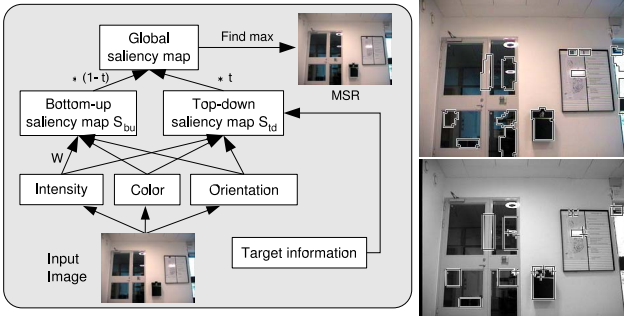 Global
saliency map
Find max
MSR
* (1- t)
* t
Bottom-up
saliency map S_bu
Top-down
saliency map S_td
W
Intensity
Color
Orientation
Input
Image
Target information